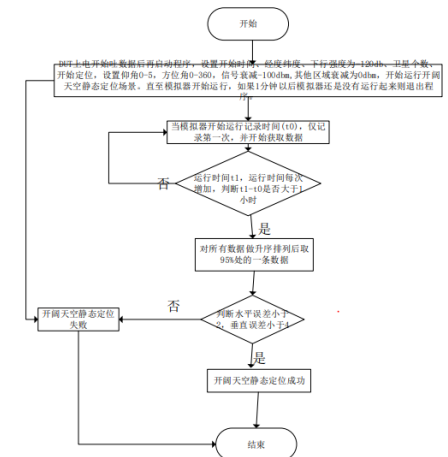 开始
DUT上电开始吐数据后再启动程序，设置开始时间、经度纬度、下行强度为-120db、卫星个数、
开始定位，设置仰角0-5，方位角0-360，信号衰减-100dbm,其他区域衰减为0dbm，开始运行开阔
天空静态定位场景。直至模拟器开始运行，如果1分钟以后模拟器还是没有运行起来则退出程
序。
当模拟器开始运行记录时间(t0)，仅记
录第一次，并开始获取数据
否
运行时间t1，运行时间每次
增加，判断t1-t0是否大于1
小时
是
对所有数据做升序排列后取
95%处的一条数据
否
判断水平误差小于
2，垂直误差小于4
开阔天空静态定位
失败
是
开阔天空静态定位成功
结束